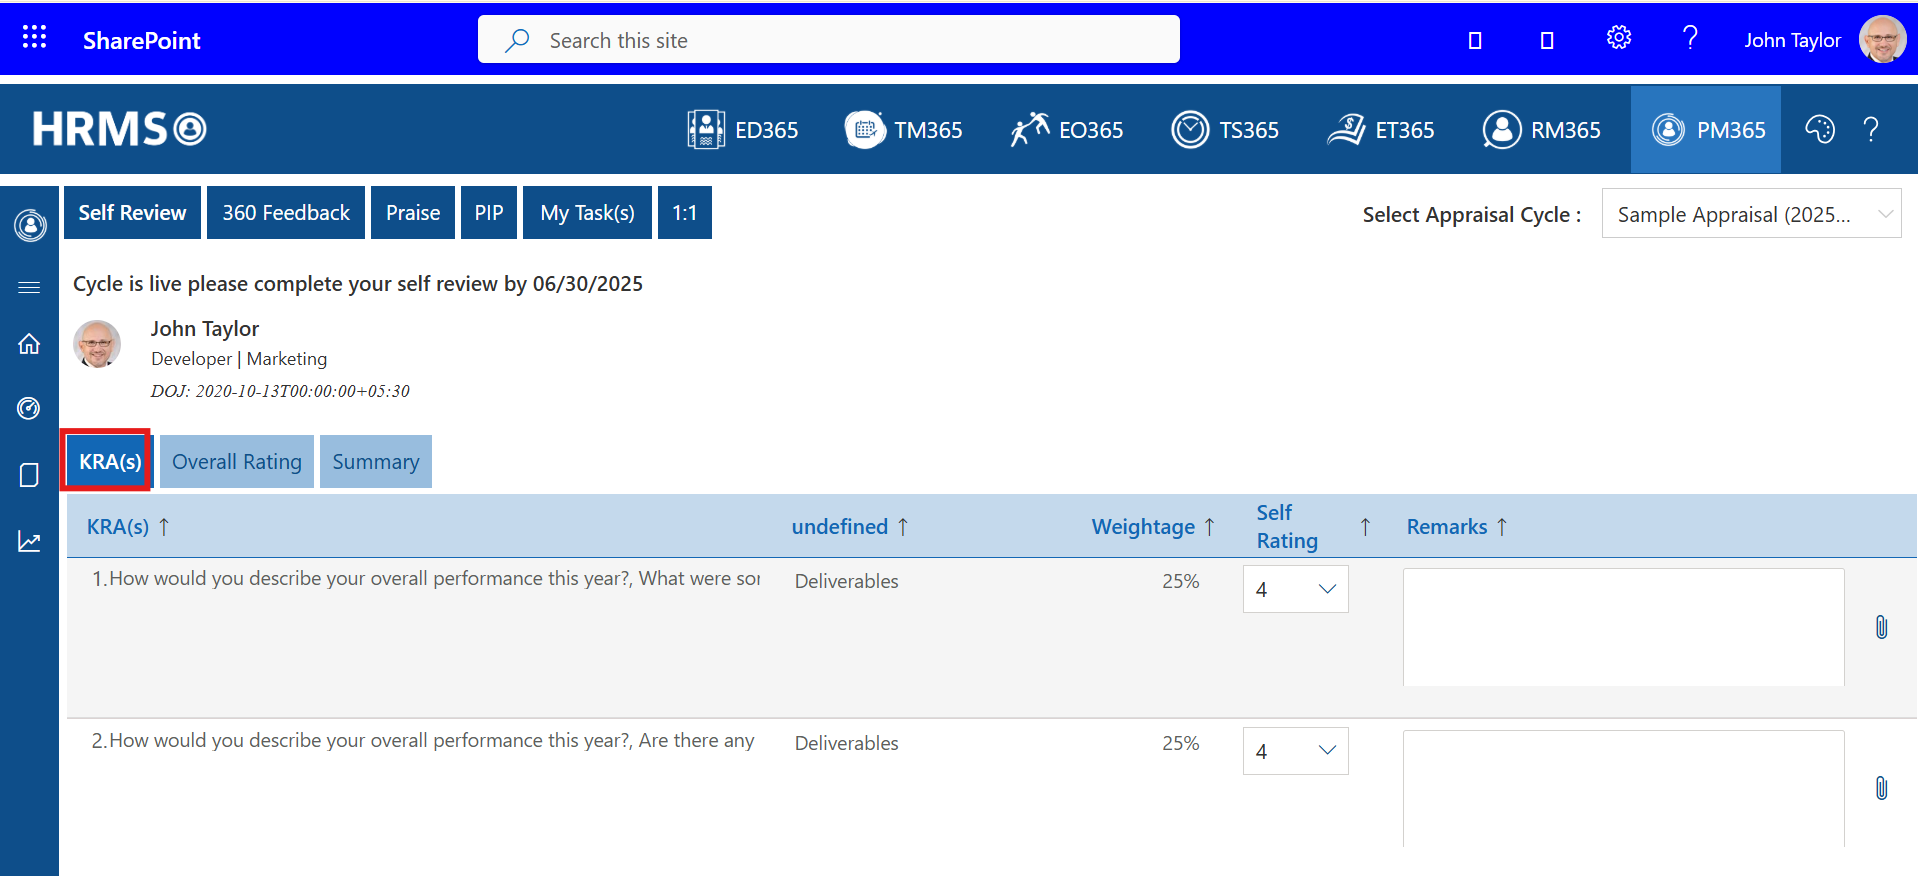 SharePoint
Search this site
John Taylor
HRMS
ED365
TM365
EO365
TS365
ET365
RM365
PM365
Self Review
360 Feedback
Praise
PIP
My Task(s)
1:1
Select Appraisal Cycle :
Sample Appraisal (2025...
Cycle is live please complete your self review by 06/30/2025
John Taylor
Developer | Marketing
DOJ: 2020-10-13T00:00:00+05:30
KRA(s)
Overall Rating
Summary
KRA(s) ↑
undefined ↑
Weightage ↑
Self
Rating ↑
Remarks ↑
1.How would you describe your overall performance this year?, What were
Deliverables
25%
4
2.How would you describe your overall performance this year?, Are there any
Deliverables
25%
4